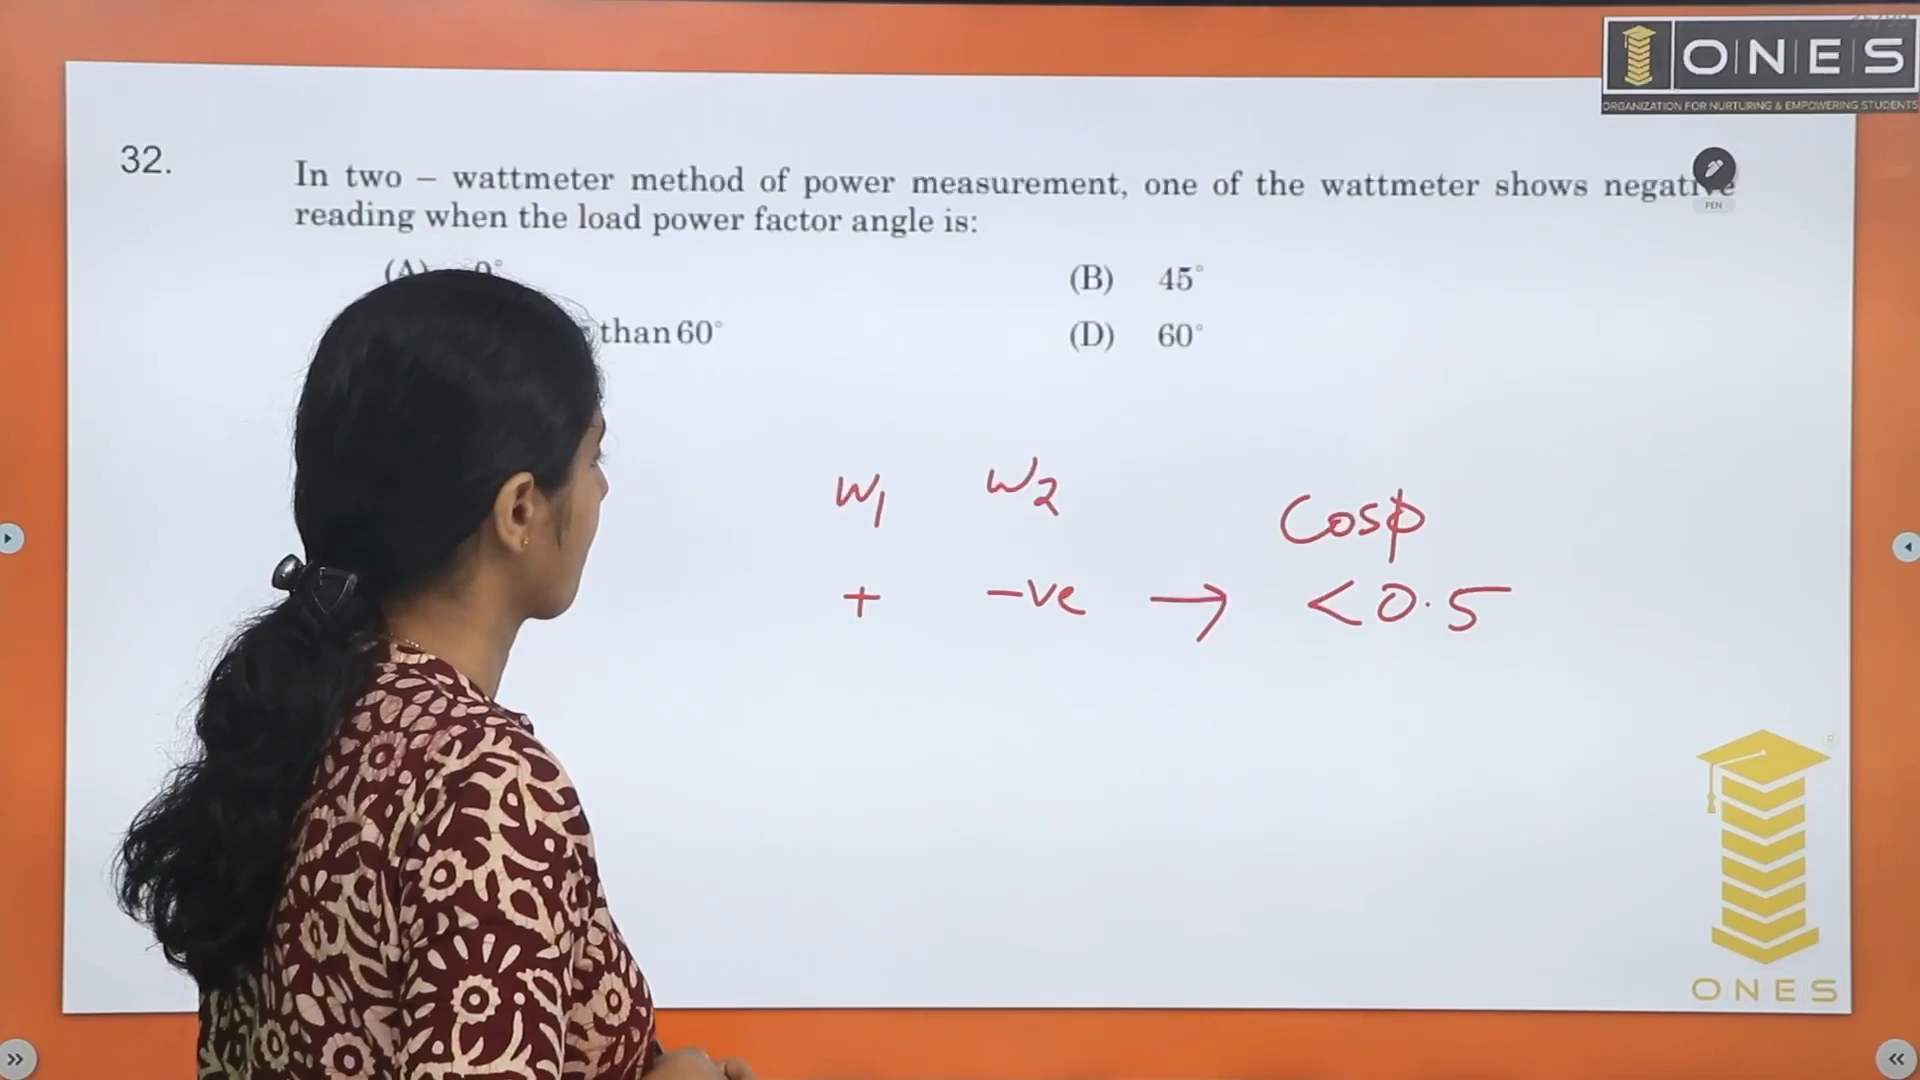 ONES
ORGANIZATION FOR NURTURING & EMPOWERING STUDENTS
32.
In two – wattmeter method of power measurement, one of the wattmeter shows negative
reading when the load power factor angle is:
(A) 0°
(B) 45°
than 60°
(D) 60°
PEN
W1 W2
Cosϕ
+ -ve → <0.5
ONES